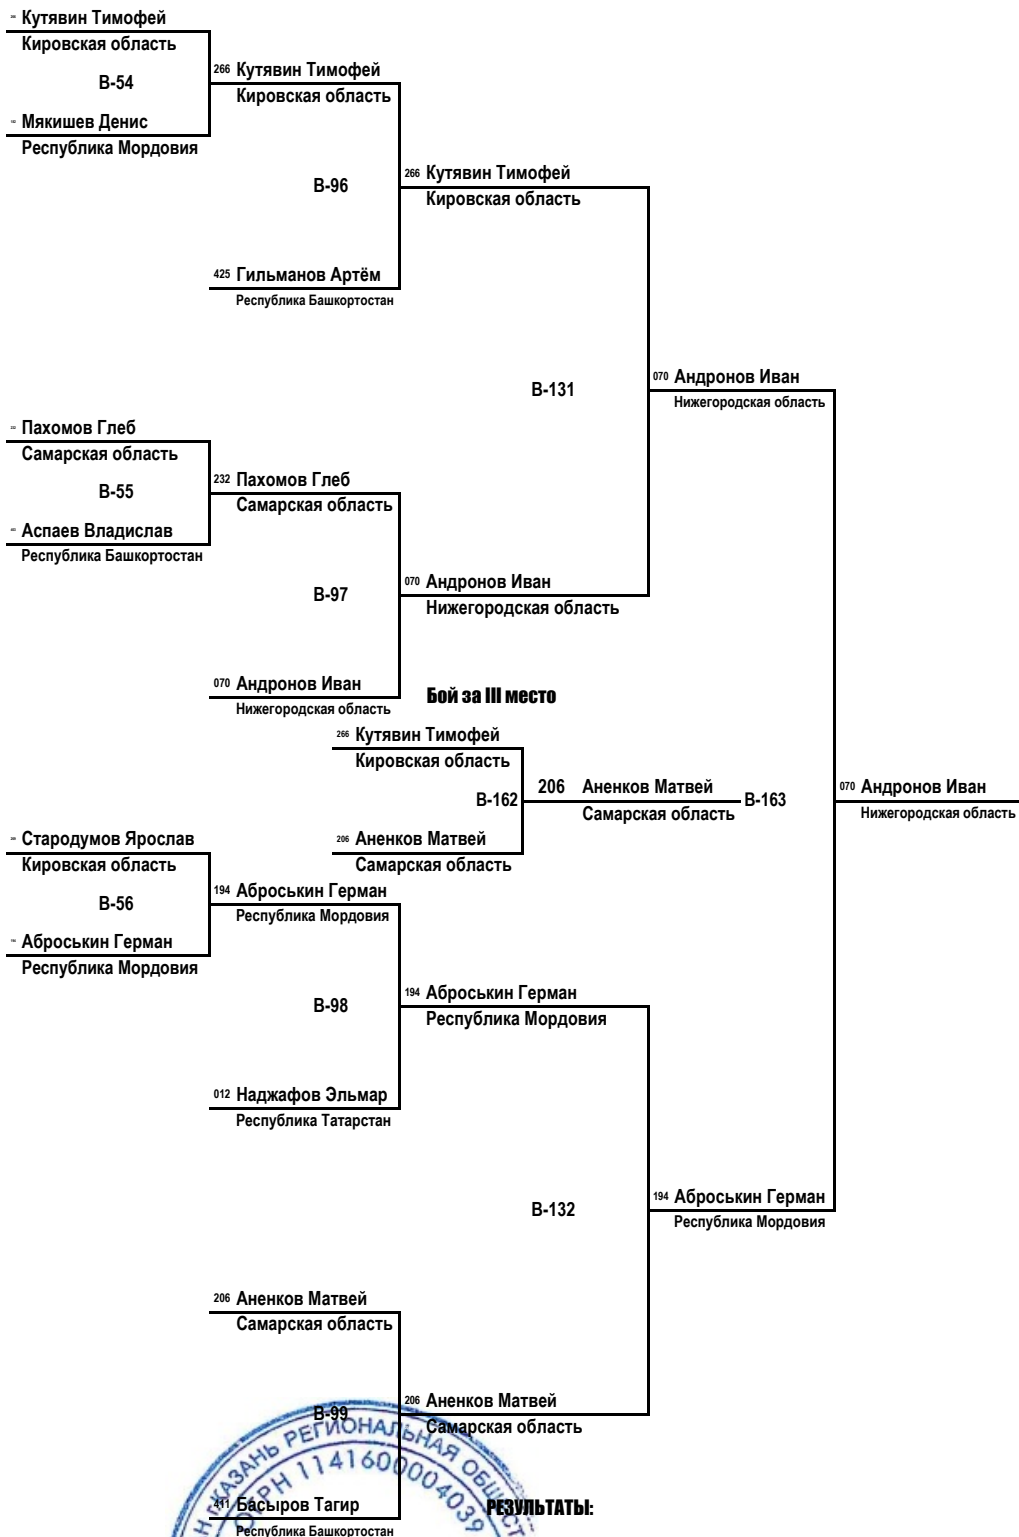 Кутявин Тимофей
Кировская область
B-54
266 Кутявин Тимофей
Кировская область
Мякишев Денис
Республика Мордовия
B-96
266 Кутявин Тимофей
Кировская область
425 Гильманов Артём
Республика Башкортостан
B-131
070 Андронов Иван
Нижегородская область
Пахомов Глеб
Самарская область
B-55
232 Пахомов Глеб
Самарская область
Аспаев Владислав
Республика Башкортостан
B-97
070 Андронов Иван
Нижегородская область
070 Андронов Иван
Нижегородская область
Бой за III место
266 Кутявин Тимофей
Кировская область
B-162
206 Аненков Матвей
Самарская область
B-163
070 Андронов Иван
Нижегородская область
206 Аненков Матвей
Самарская область
Стародумов Ярослав
Кировская область
B-56
194 Аброськин Герман
Республика Мордовия
Аброськин Герман
Республика Мордовия
B-98
194 Аброськин Герман
Республика Мордовия
012 Наджафов Эльмар
Республика Татарстан
B-132
194 Аброськин Герман
Республика Мордовия
206 Аненков Матвей
Самарская область
B-99
206 Аненков Матвей
Самарская область
КАЗАНЬ РЕГИОНАЛЬНАЯ
ОГРН 1141600004039
411 Басыров Тагир
Республика Башкортостан
РЕЗУЛЬТАТЫ: